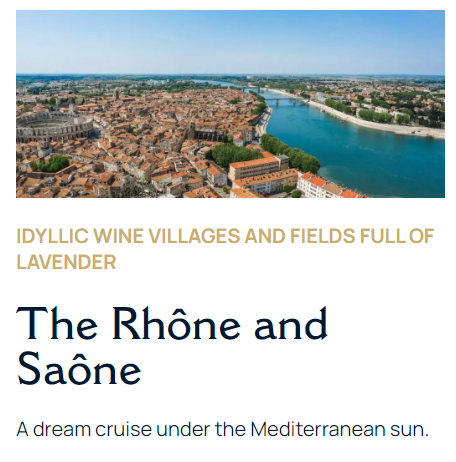 IDYLLIC WINE VILLAGES AND FIELDS FULL OF
LAVENDER
The Rhône and
Saône
A dream cruise under the Mediterranean sun.